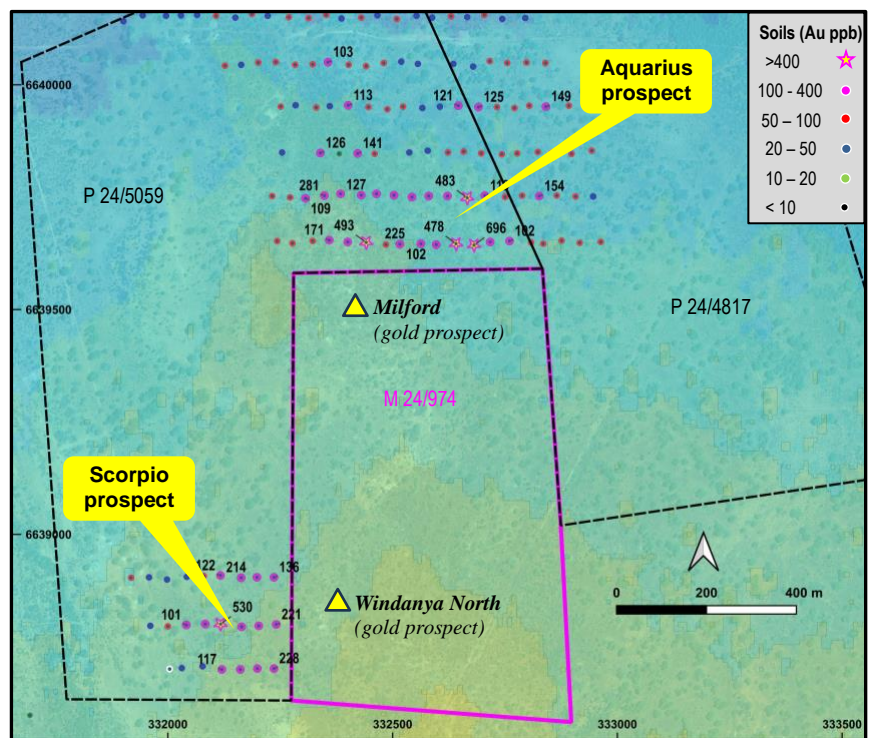 Soils (Au ppb)
>400
100 - 400
50 – 100
20 – 50
10 – 20
< 10
103
6640000
Aquarius
prospect
113
121
125
149
126
141
P 24/5059
281
127
483
154
109
171
493
225
478
696
102
102
6639500
Milford
(gold prospect)
P 24/4817
M 24/974
Scorpio
prospect
6639000
122
214
136
101
530
221
Windanya North
(gold prospect)
0
200
400 m
117
228
332000
332500
333000
333500